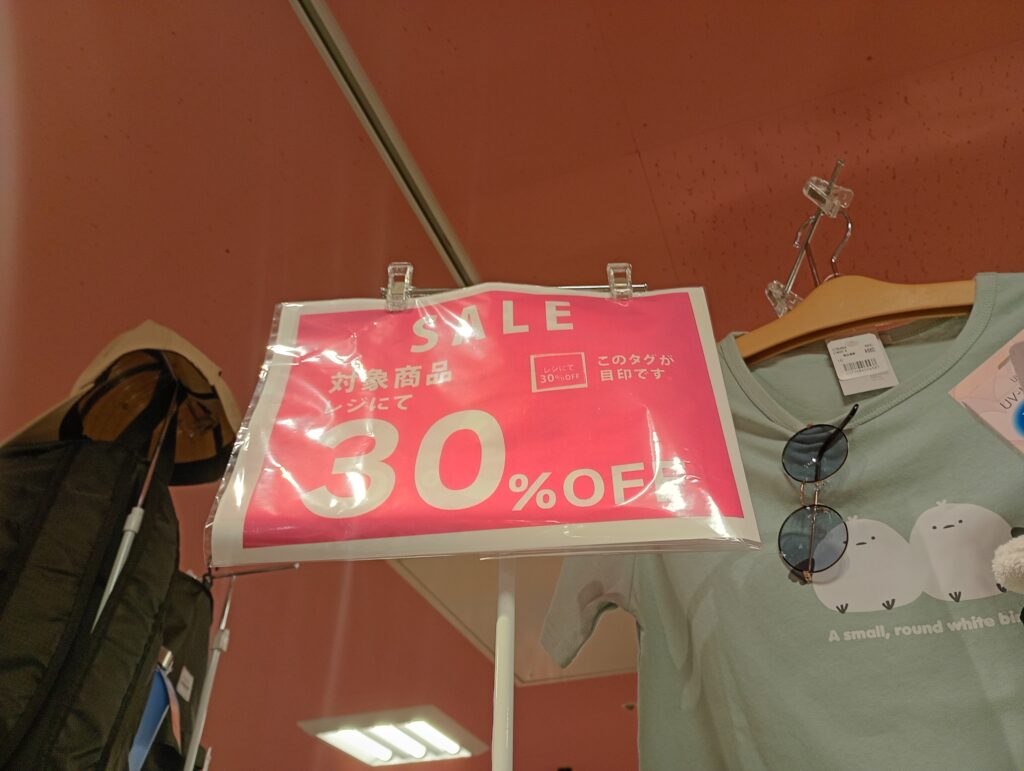 SALE
対象商品
レジにて
30%OFF
レジにて
30%OFF
このタグが
目印です
A small, round white bi
UV-